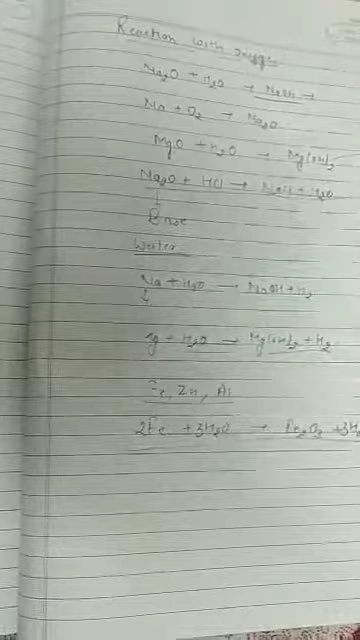 Reaction with oxygen
Na₂O + H₂O → NaOH →
Na + O₂ → Na₂O
MgO + H₂O → Mg(OH)₂
Na₂O + HCl → NaCl + H₂O
↓
Base
Water
Na + H₂O → NaOH + H₂
Mg + H₂O → Mg(OH)₂ + H₂
Fe, Zn, Al
2Fe + 3H₂O → Fe₂O₃ + 3H₂